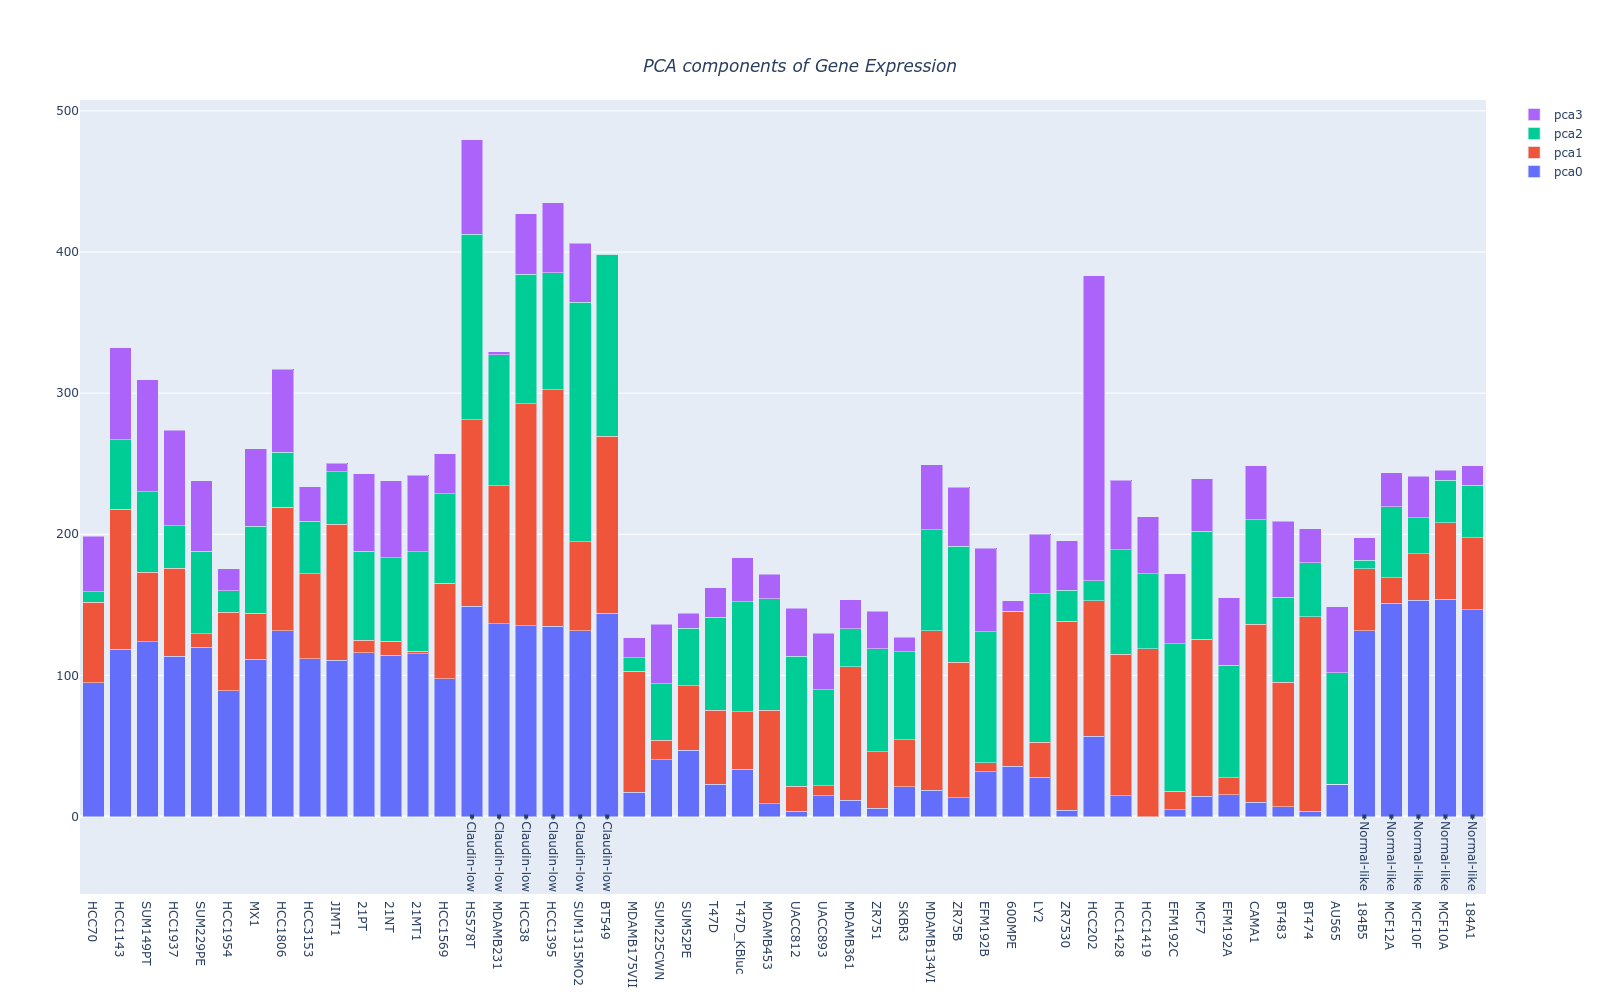 PCA components of Gene Expression
500
400
300
200
100
0
pca3
pca2
pca1
pca0
*Claudin-low
*Claudin-low
*Claudin-low
*Claudin-low
*Claudin-low
*Claudin-low
*Normal-like
*Normal-like
*Normal-like
*Normal-like
*Normal-like
HCC70
HCC1143
SUM149PT
HCC1937
SUM229PE
HCC1954
MX1
HCC1806
HCC3153
JIMT1
21PT
21NT
21MT1
HCC1569
HS578T
MDAMB231
HCC38
HCC1395
SUM1315MO2
BT549
MDAMB175VII
SUM225CWN
SUM52PE
T47D
T47D_KBluc
MDAMB453
UACC812
UACC893
MDAMB361
ZR751
SKBR3
MDAMB134VI
ZR75B
EFM192B
600MPE
LY2
ZR7530
HCC202
HCC1428
HCC1419
EFM192C
MCF7
EFM192A
CAMA1
BT483
BT474
AU565
184B5
MCF12A
MCF10F
MCF10A
184A1